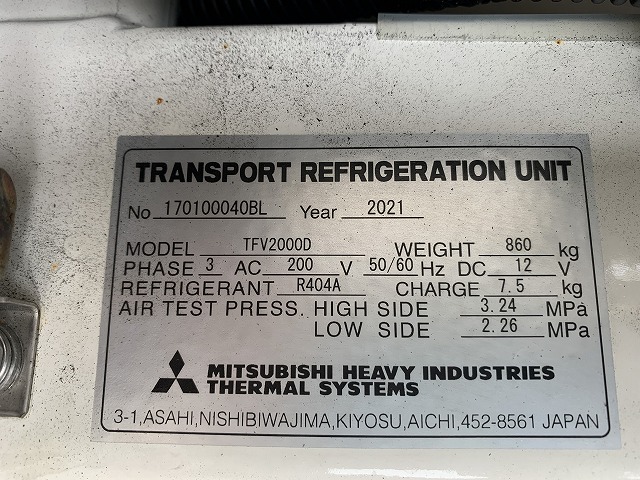 TRANSPORT REFRIGERATION UNIT
No 170100040BL Year 2021
MODEL TFV2000D WEIGHT 860 kg
PHASE 3 AC 200 V 50/60 Hz DC 12 V
REFRIGERANT R404A CHARGE 7.5 kg
AIR TEST PRESS. HIGH SIDE 3.24 MPa
LOW SIDE 2.26 MPa
MITSUBISHI HEAVY INDUSTRIES
THERMAL SYSTEMS
3-1,ASAHI,NISHIBIWAJIMA,KIYOSU,AICHI,452-8561 JAPAN